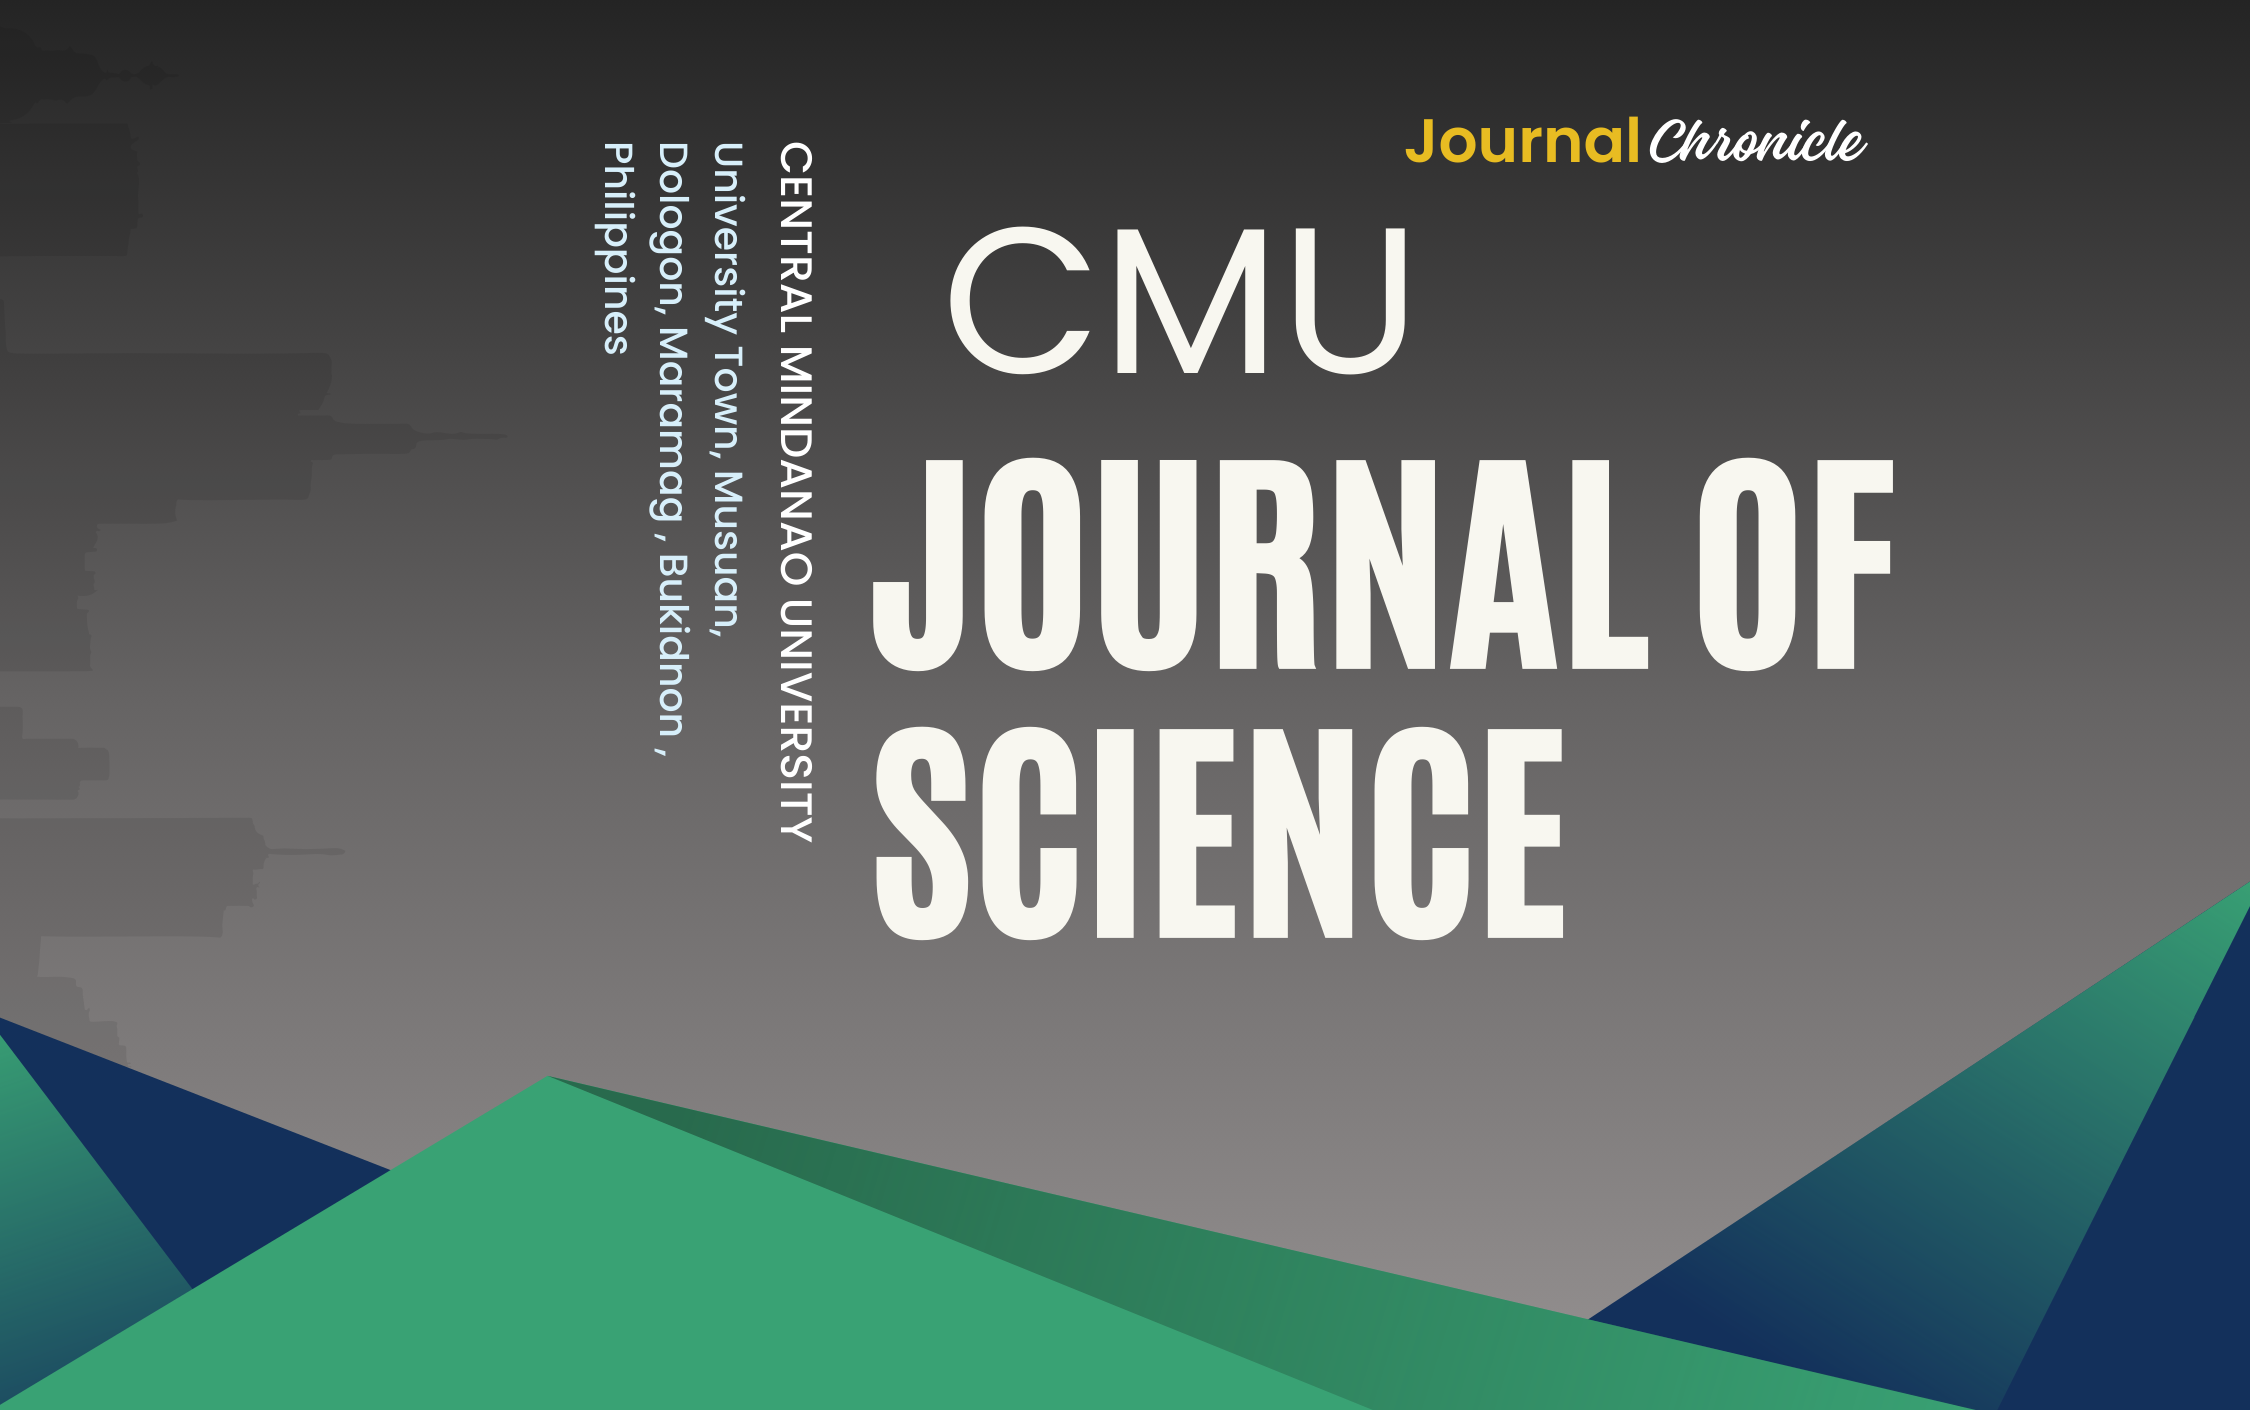 Journal Chronicle
CMU
JOURNAL OF
SCIENCE
CENTRAL MINDANAO UNIVERSITY
University Town, Musuan,
Dologon, Maramag , Bukidnon ,
Philippines